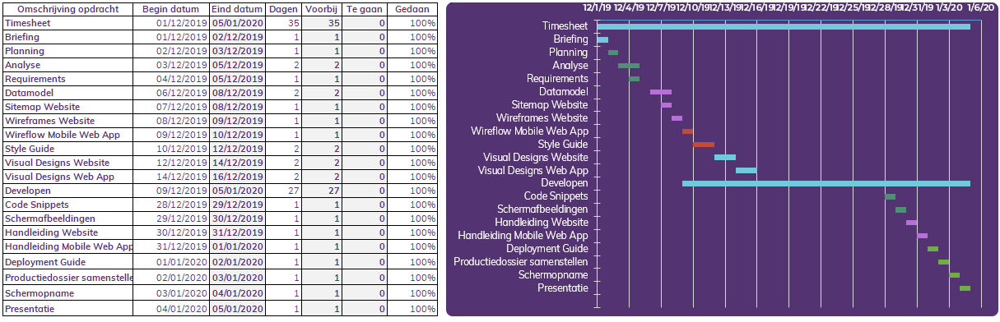 Omschrijving opdracht Begin datum Eind datum Dagen Voorbij Te gaan Gedaan
Timesheet 01/12/2019 05/01/2020 35 35 0 100%
Briefing 01/12/2019 02/12/2019 1 1 0 100%
Planning 02/12/2019 03/12/2019 1 1 0 100%
Analyse 03/12/2019 05/12/2019 2 2 0 100%
Requirements 04/12/2019 05/12/2019 1 1 0 100%
Datamodel 06/12/2019 08/12/2019 2 2 0 100%
Sitemap Website 07/12/2019 08/12/2019 1 1 0 100%
Wireframes Website 08/12/2019 09/12/2019 1 1 0 100%
Wireflow Mobile Web App 09/12/2019 10/12/2019 1 1 0 100%
Style Guide 10/12/2019 12/12/2019 2 2 0 100%
Visual Designs Website 12/12/2019 14/12/2019 2 2 0 100%
Visual Designs Web App 14/12/2019 16/12/2019 2 2 0 100%
Developen 09/12/2019 05/01/2020 27 27 0 100%
Code Snippets 28/12/2019 29/12/2019 1 1 0 100%
Schermafbeeldingen 29/12/2019 30/12/2019 1 1 0 100%
Handleiding Website 30/12/2019 31/12/2019 1 1 0 100%
Handleiding Mobile Web App 31/12/2019 01/01/2020 1 1 0 100%
Deployment Guide 01/01/2020 02/01/2020 1 1 0 100%
Productiedossier samenstelle 02/01/2020 03/01/2020 1 1 0 100%
Schermopname 03/01/2020 04/01/2020 1 1 0 100%
Presentatie 04/01/2020 05/01/2020 1 1 0 100%
12/1/19 12/4/19 12/7/19 12/10/19 12/13/19 12/16/19 12/19/19 12/22/19 12/25/19 12/28/19 12/31/19 1/3/20 1/6/20
Timesheet
Briefing
Planning
Analyse
Requirements
Datamodel
Sitemap Website
Wireframes Website
Wireflow Mobile Web App
Style Guide
Visual Designs Website
Visual Designs Web App
Developen
Code Snippets
Schermafbeeldingen
Handleiding Website
Handleiding Mobile Web App
Deployment Guide
Productiedossier samenstellen
Schermopname
Presentatie